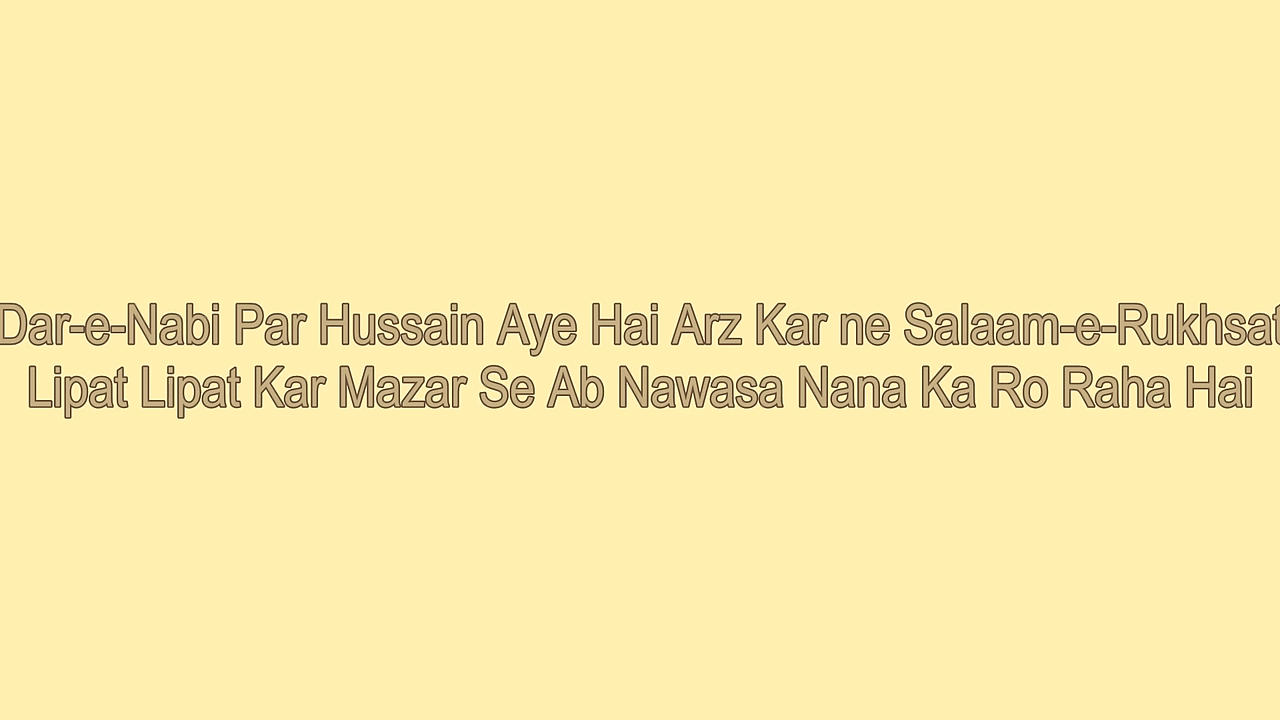 Dar-e-Nabi Par Hussain Aye Hai Arz Kar ne Salaam-e-Rukhsat
Lipat Lipat Kar Mazar Se Ab Nawasa Nana Ka Ro Raha Hai